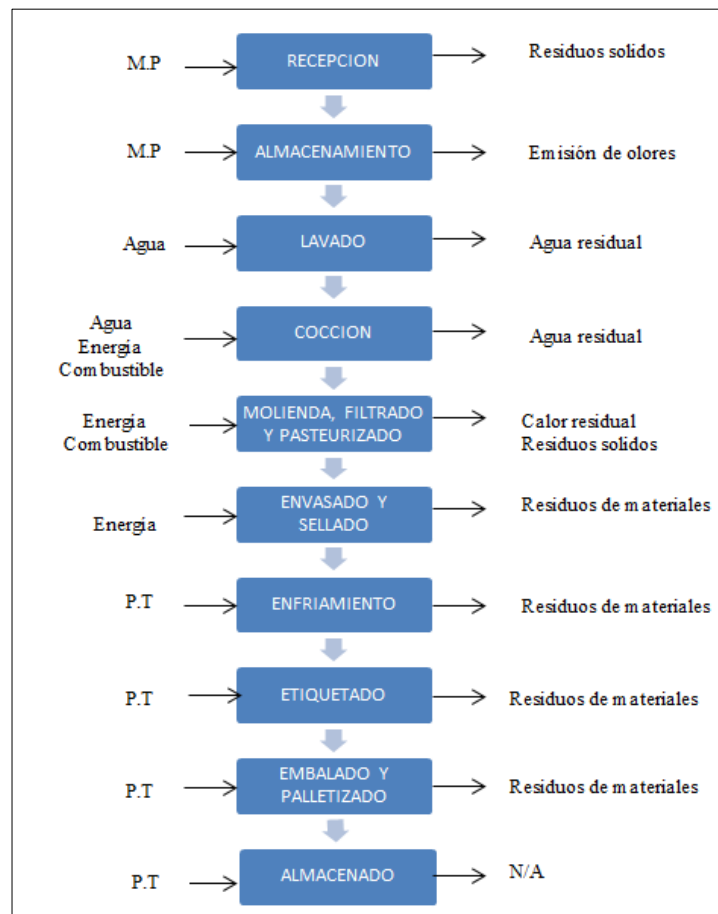 M.P
RECEPCION
Residuos solidos
M.P
ALMACENAMIENTO
Emisión de olores
Agua
LAVADO
Agua residual
Agua
Energia
Combustible
COCCION
Agua residual
Energia
Combustible
MOLIENDA, FILTRADO
Y PASTEURIZADO
Calor residual
Residuos solidos
Energia
ENVASADO Y
SELLADO
Residuos de materiales
P.T
ENFRIAMIENTO
Residuos de materiales
P.T
ETIQUETADO
Residuos de materiales
P.T
EMBALADO Y
PALLETIZADO
Residuos de materiales
P.T
ALMACENADO
N/A